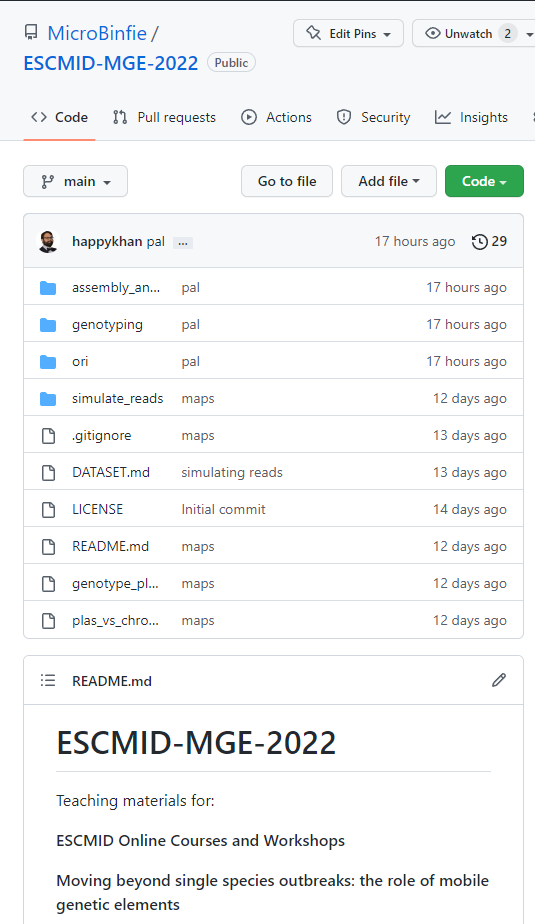 MicroBinfie /
ESCMID-MGE-2022 Public
Edit Pins
Unwatch 2
Code Pull requests Actions Security Insights
main Go to file Add file Code
happykhan pal ... 17 hours ago 29
assembly_an... pal 17 hours ago
genotyping pal 17 hours ago
ori pal 17 hours ago
simulate_reads maps 12 days ago
.gitignore maps 13 days ago
DATASET.md simulating reads 13 days ago
LICENSE Initial commit 14 days ago
README.md maps 12 days ago
genotype_pl... maps 12 days ago
plas_vs_chro... maps 12 days ago
README.md
ESCMID-MGE-2022
Teaching materials for:
ESCMID Online Courses and Workshops
Moving beyond single species outbreaks: the role of mobile
genetic elements